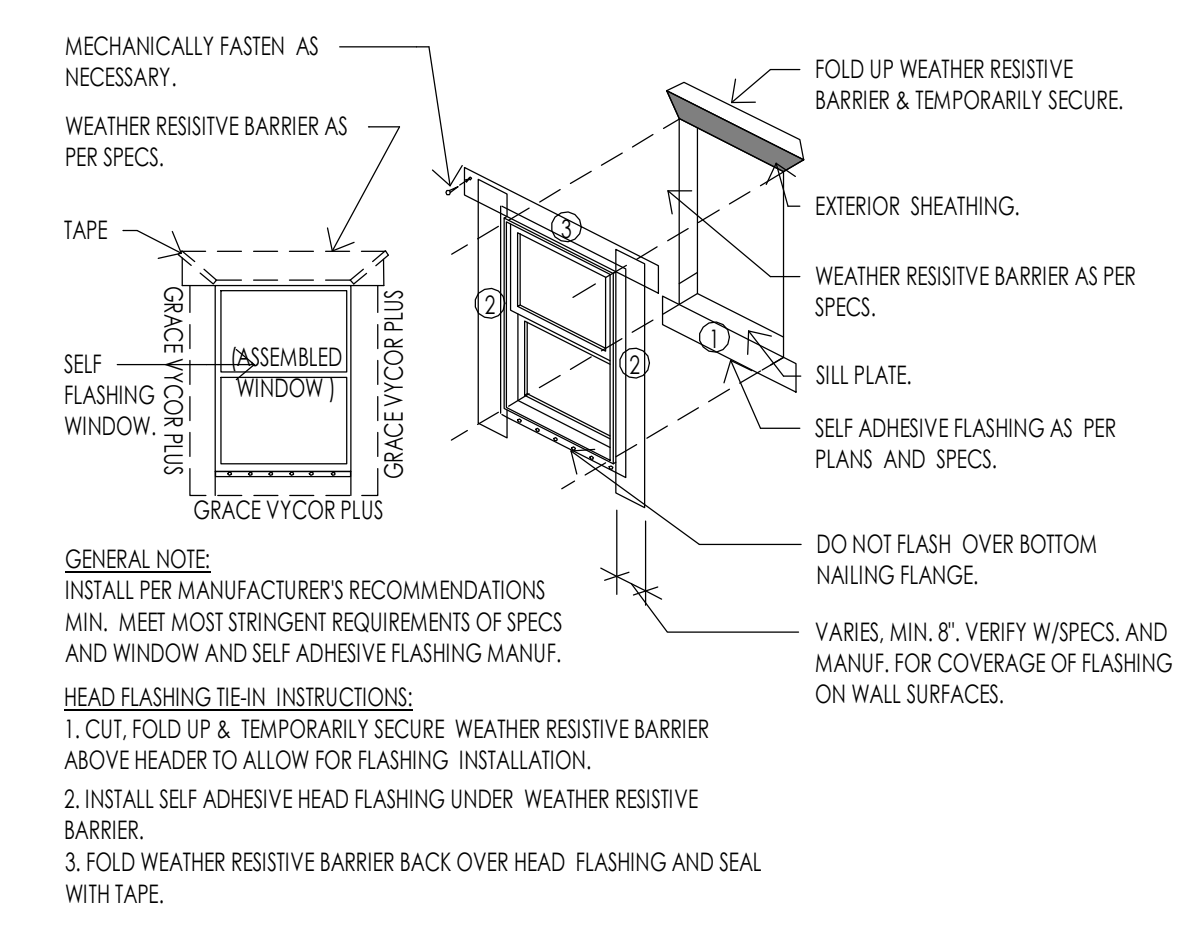 MECHANICALLY FASTEN AS
NECESSARY.
WEATHER RESISITVE BARRIER AS
PER SPECS.
TAPE
SELF
FLASHING
WINDOW.
GRACE VYCOR PLUS
(ASSEMBLED
WINDOW )
GRACE VYCOR PLUS
GRACE VYCOR PLUS
3
2
2
1
FOLD UP WEATHER RESISTIVE
BARRIER & TEMPORARILY SECURE.
EXTERIOR SHEATHING.
WEATHER RESISITVE BARRIER AS PER
SPECS.
SILL PLATE.
SELF ADHESIVE FLASHING AS PER
PLANS AND SPECS.
DO NOT FLASH OVER BOTTOM
NAILING FLANGE.
VARIES, MIN. 8". VERIFY W/SPECS. AND
MANUF. FOR COVERAGE OF FLASHING
ON WALL SURFACES.
GENERAL NOTE:
INSTALL PER MANUFACTURER'S RECOMMENDATIONS
MIN. MEET MOST STRINGENT REQUIREMENTS OF SPECS
AND WINDOW AND SELF ADHESIVE FLASHING MANUF.
HEAD FLASHING TIE-IN INSTRUCTIONS:
1. CUT, FOLD UP & TEMPORARILY SECURE WEATHER RESISTIVE BARRIER
ABOVE HEADER TO ALLOW FOR FLASHING INSTALLATION.
2. INSTALL SELF ADHESIVE HEAD FLASHING UNDER WEATHER RESISTIVE
BARRIER.
3. FOLD WEATHER RESISTIVE BARRIER BACK OVER HEAD FLASHING AND SEAL
WITH TAPE.